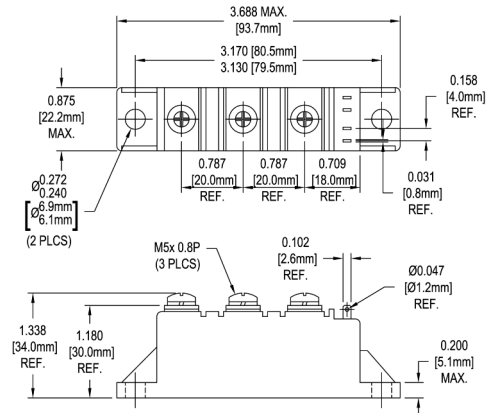 3.688 MAX.
[93.7mm]
3.170 [80.5mm]
3.130 [79.5mm]
0.875
[22.2mm]
MAX.
0.158
[4.0mm]
REF.
0.787
[20.0mm]
REF.
0.787
[20.0mm]
REF.
0.709
[18.0mm]
REF.
0.031
[0.8mm]
REF.
Ø0.272
0.240
[Ø6.9mm
6.1mm]
(2 PLCS)
M5x 0.8P
(3 PLCS)
0.102
[2.6mm]
REF.
Ø0.047
[Ø1.2mm]
REF.
1.338
[34.0mm]
REF.
1.180
[30.0mm]
REF.
0.200
[5.1mm]
MAX.